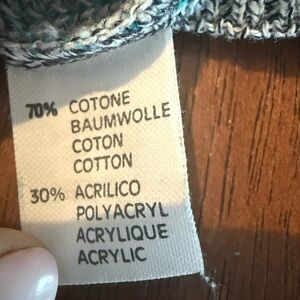 70% COTONE
BAUMWOLLE
COTON
COTTON
30% ACRILICO
POLYACRYL
ACRYLIQUE
ACRYLIC